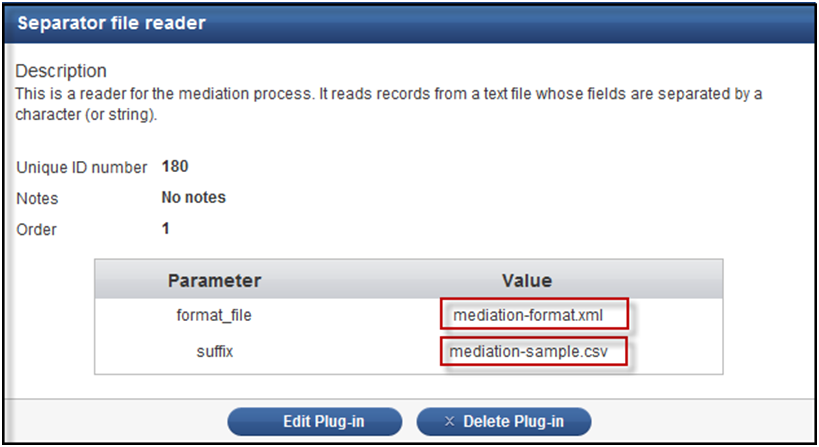 Separator file reader
Description
This is a reader for the mediation process. It reads records from a text file whose fields are separated by a
character (or string).
Unique ID number 180
Notes No notes
Order 1
Parameter Value
format_file mediation-format.xml
suffix mediation-sample.csv
Edit Plug-in × Delete Plug-in